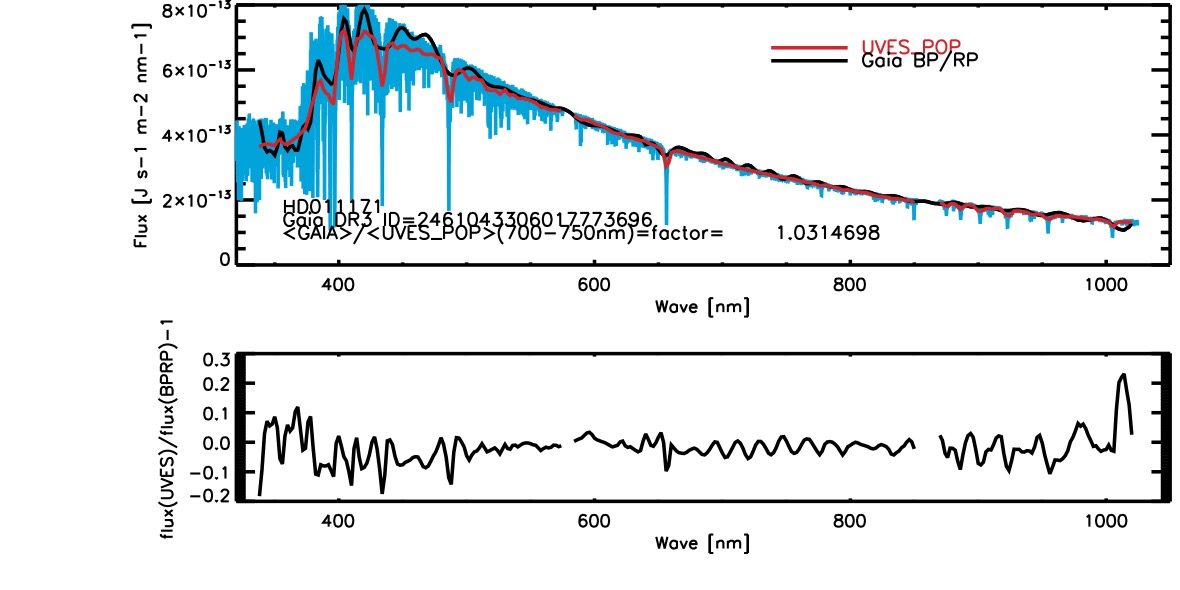 8×10−13
6×10−13
4×10−13
2×10−13
0
Flux [J s−1 m−2 nm−1]
UVES_POP
Gaia BP/RP
HD011171
Gaia DR3 ID=2461043306017773696
<GAIA>/<UVES_POP>(700−750nm)=factor= 1.0314698
400 600 800 1000
Wave [nm]
0.3
0.2
0.1
0.0
−0.1
−0.2
flux(UVES)/flux(BPRP)−1
400 600 800 1000
Wave [nm]